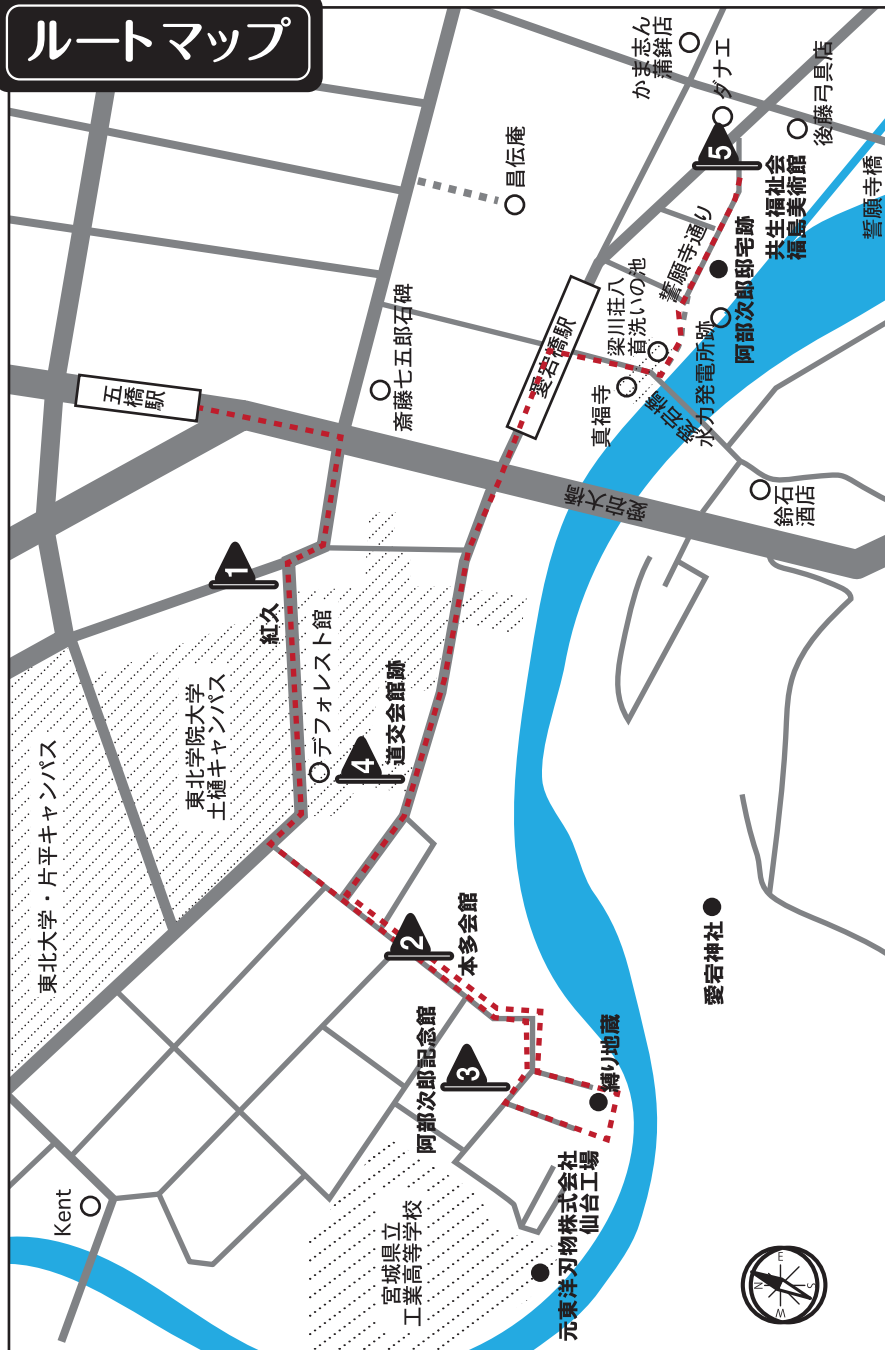 ルートマップ
東北大学・片平キャンパス
東北学院大学
土樋キャンパス
五橋駅
1
紅久
デフォレスト館
4
道交会館跡
斎藤七五郎石碑
昌伝庵
かま志ん
蒲鉾店
ダナエ
後藤弓具店
5
共生福祉会
福島美術館
誓願寺橋
誓願寺通り
阿部次郎邸宅跡
梁川荘八
首洗いの池
水力発電所跡
愛宕橋駅
真福寺
愛宕橋
愛宕大橋
鈴石
酒店
2
本多会館
阿部次郎記念館
3
縛り地蔵
愛宕神社
Kent
宮城県立
工業高等学校
元東洋刃物株式会社
仙台工場
N
E
S
W